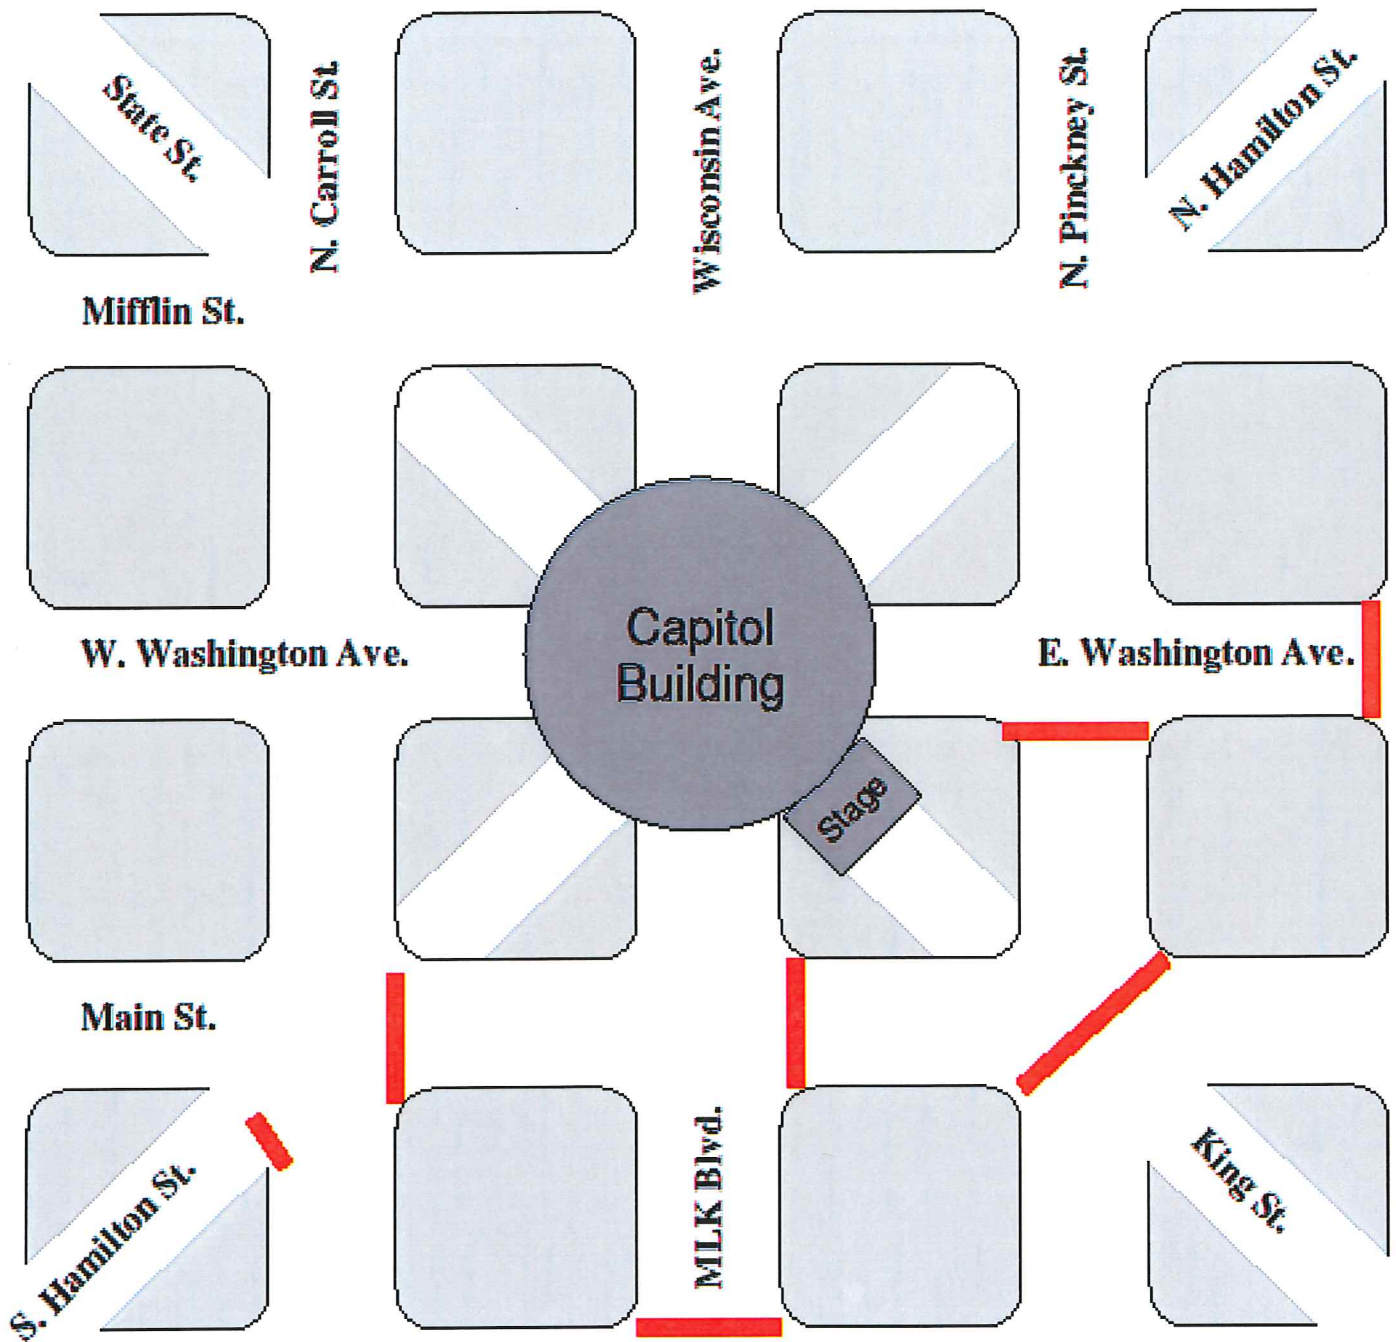 State St.
N. Carroll St.
Wisconsin Ave.
N. Pinckney St.
N. Hamilton St.
Mifflin St.
Capitol
Building
W. Washington Ave.
E. Washington Ave.
Stage
Main St.
S. Hamilton St.
MLK Blvd.
King St.